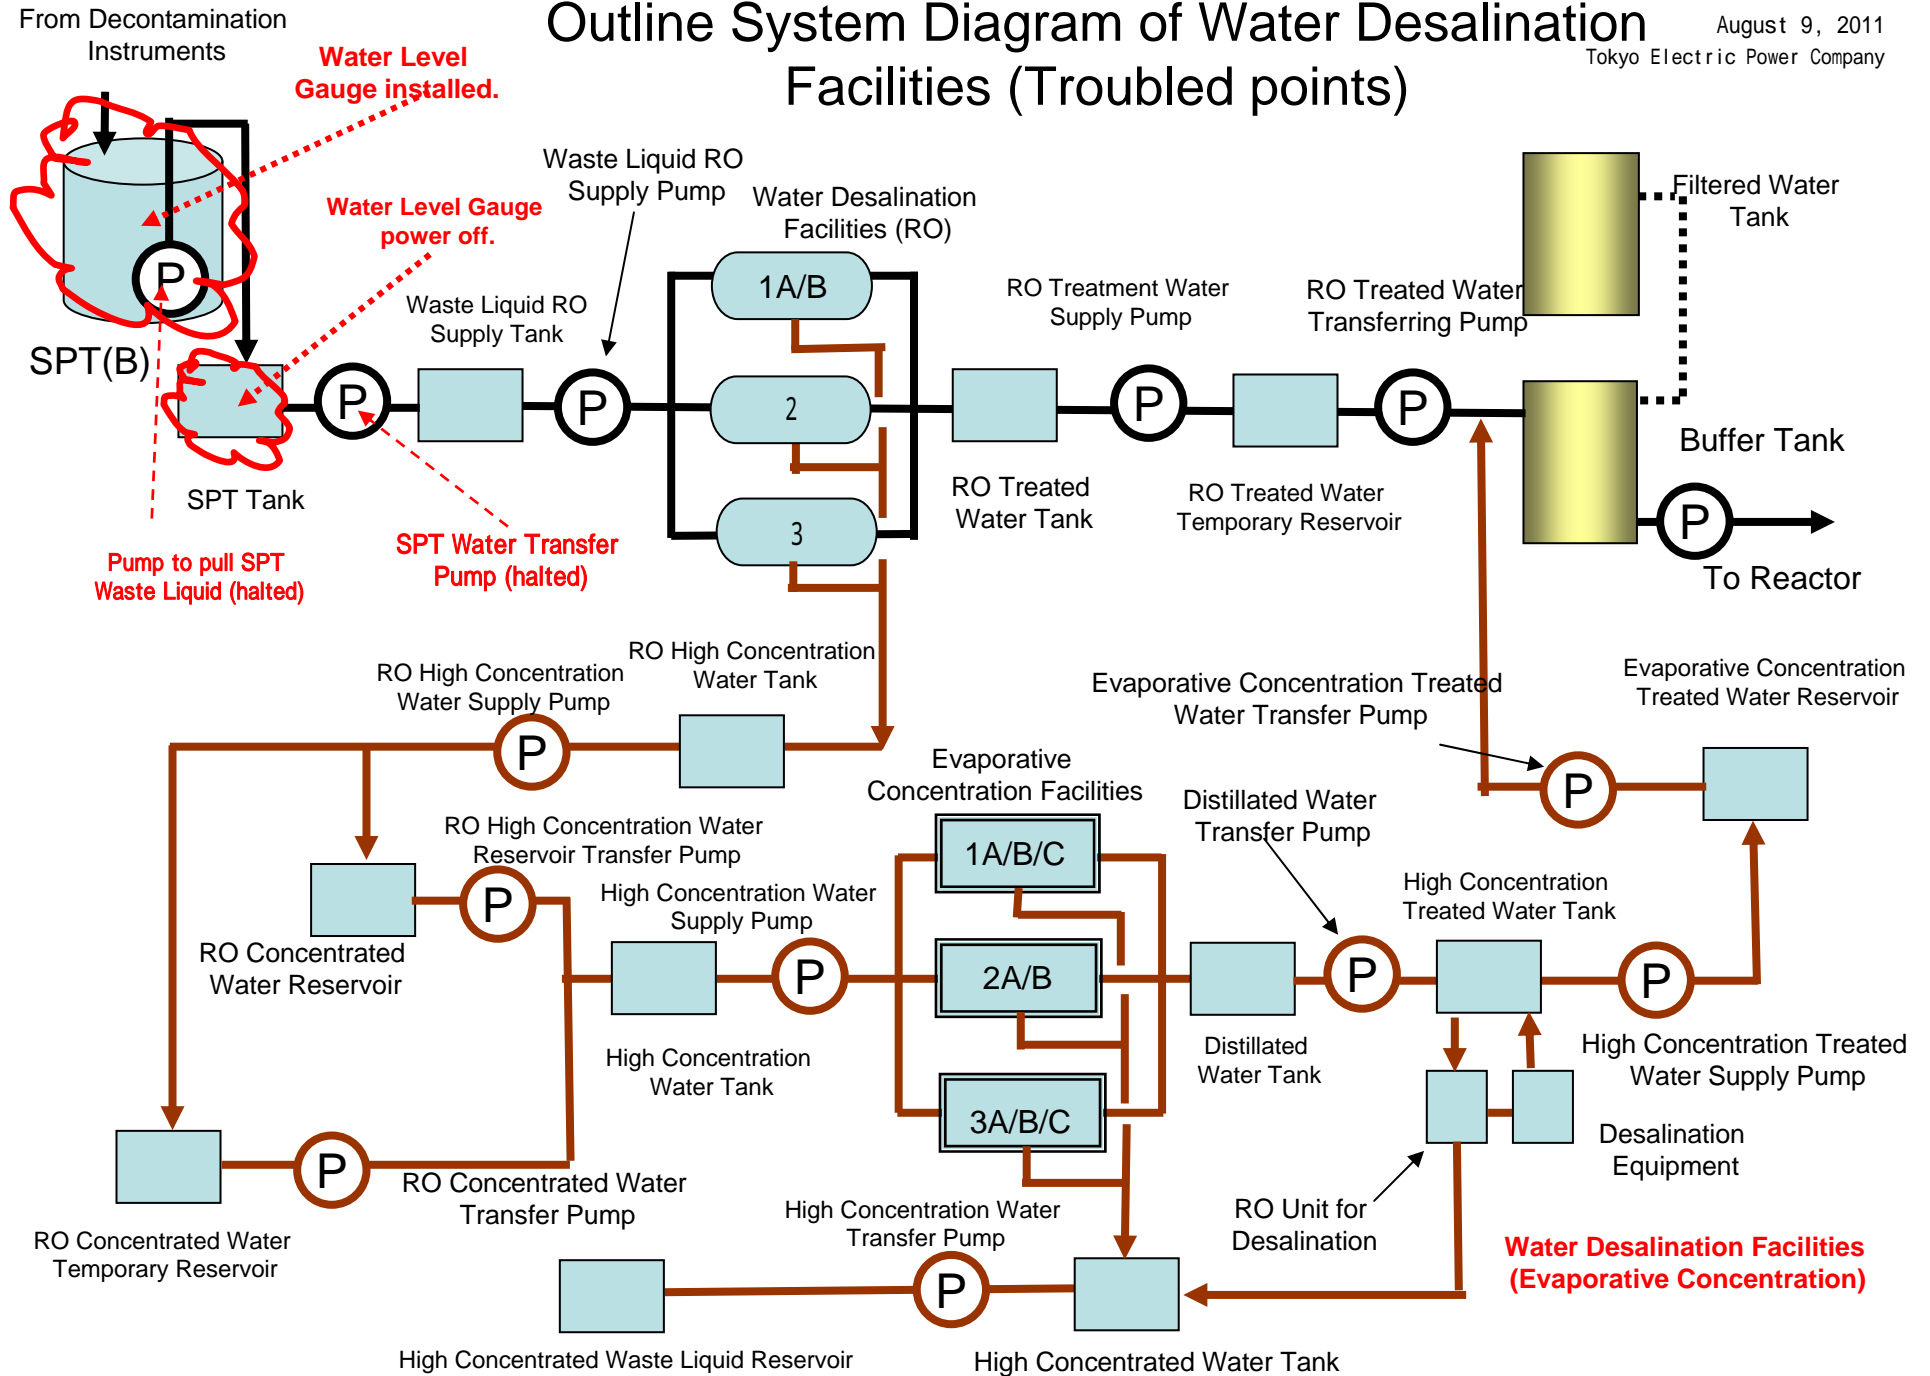 Outline System Diagram of Water Desalination
Facilities (Troubled points)
August 9, 2011
Tokyo Electric Power Company
From Decontamination
Instruments
Water Level
Gauge installed.
Water Level Gauge
power off.
Waste Liquid RO
Supply Pump
Water Desalination
Facilities (RO)
Filtered Water
Tank
P
SPT(B)
Waste Liquid RO
Supply Tank
1A/B
RO Treatment Water
Supply Pump
RO Treated Water
Transferring Pump
P
P
2
P
P
Buffer Tank
SPT Tank
RO Treated
Water Tank
RO Treated Water
Temporary Reservoir
3
P
To Reactor
Pump to pull SPT
Waste Liquid (halted)
SPT Water Transfer
Pump (halted)
RO High Concentration
Water Supply Pump
RO High Concentration
Water Tank
Evaporative Concentration Treated
Water Transfer Pump
Evaporative Concentration
Treated Water Reservoir
P
Evaporative
Concentration Facilities
Distillated Water
Transfer Pump
P
RO High Concentration Water
Reservoir Transfer Pump
1A/B/C
P
High Concentration Water
Supply Pump
High Concentration
Treated Water Tank
RO Concentrated
Water Reservoir
P
2A/B
P
P
High Concentration
Water Tank
Distillated
Water Tank
High Concentration Treated
Water Supply Pump
3A/B/C
Desalination
Equipment
P
RO Concentrated Water
Transfer Pump
RO Concentrated Water
Temporary Reservoir
High Concentration Water
Transfer Pump
RO Unit for
Desalination
Water Desalination Facilities
(Evaporative Concentration)
P
High Concentrated Waste Liquid Reservoir
High Concentrated Water Tank